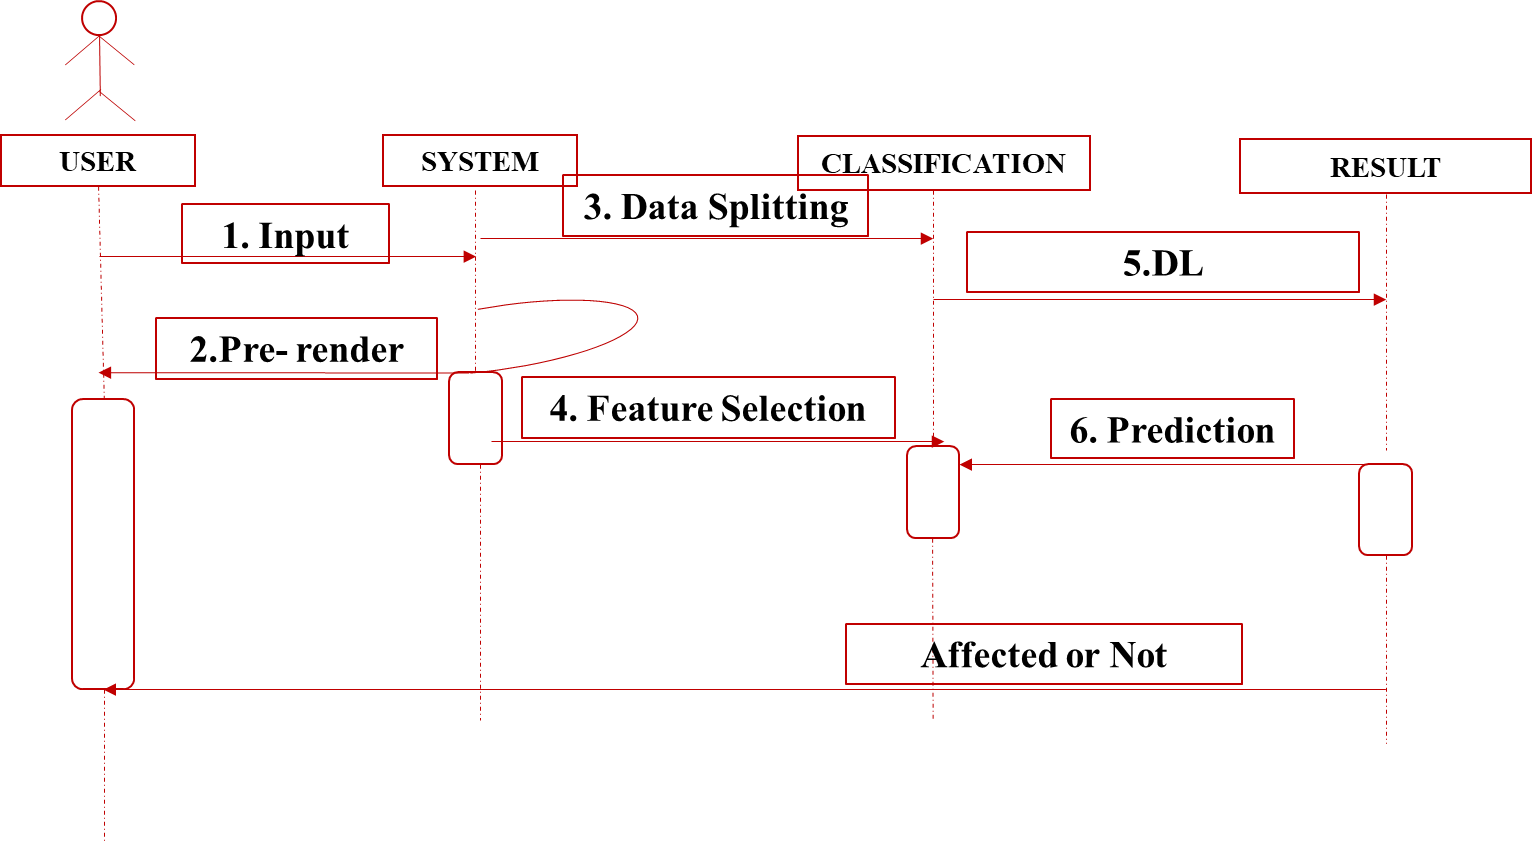 USER
SYSTEM
CLASSIFICATION
RESULT
1. Input
3. Data Splitting
5.DL
2.Pre- render
4. Feature Selection
6. Prediction
Affected or Not